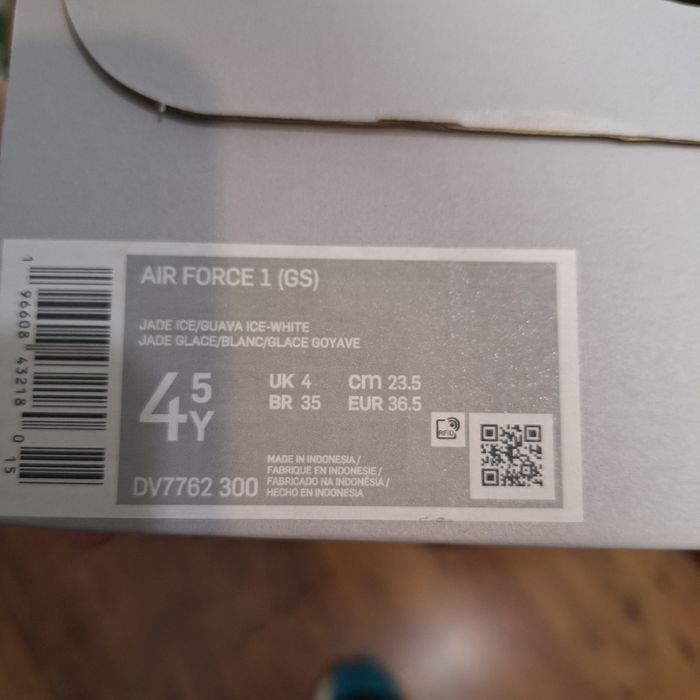 AIR FORCE 1 (GS)
JADE ICE/GUAVA ICE-WHITE
JADE GLACE/BLANC/GLACE GOYAVE
4 5Y
UK 4 cm 23.5
BR 35 EUR 36.5
RFID
DV7762 300
MADE IN INDONESIA /
FABRIQUE EN INDONESIE /
FABRICADO NA INDONÉSIA /
HECHO EN INDONESIA
1 96608 43218 0 15